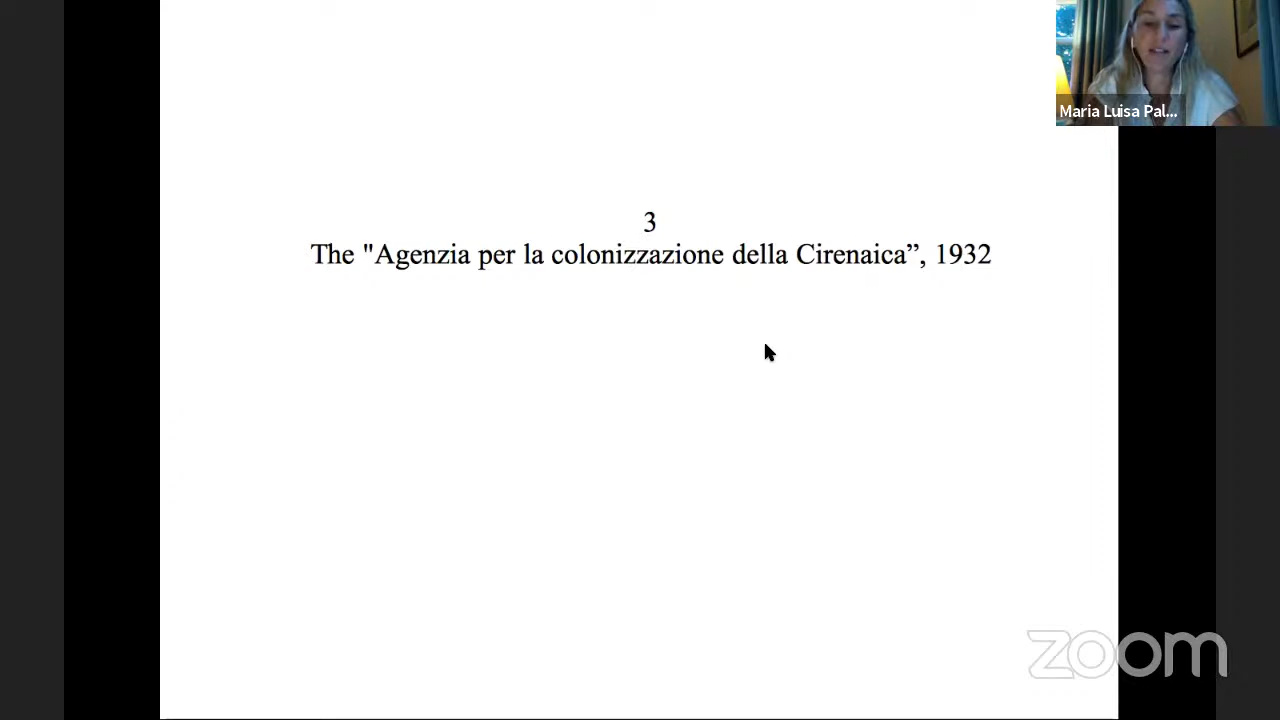 Maria Luisa Pal...
3
The "Agenzia per la colonizzazione della Cirenaica”, 1932
zoom